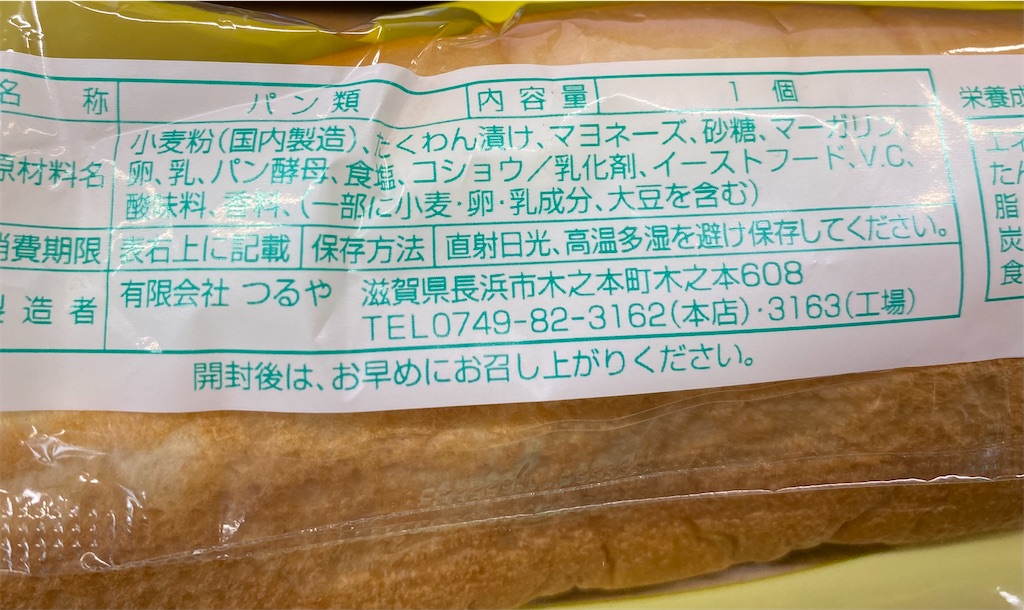 名称 パン類 内容量 1個
原材料名 小麦粉(国内製造)、たくわん漬け、マヨネーズ、砂糖、マーガリン、
卵、乳、パン酵母、食塩、コショウ/乳化剤、イーストフード、V.C、
酸味料、香料、(一部に小麦・卵・乳成分、大豆を含む)
消費期限 表右上に記載 保存方法 直射日光、高温多湿を避け保存してください。
製造者 有限会社 つるや 滋賀県長浜市木之本町木之本608
TEL0749-82-3162(本店)・3163(工場)
開封後は、お早めにお召し上がりください。
栄養成
エネ
たん
脂
炭
食